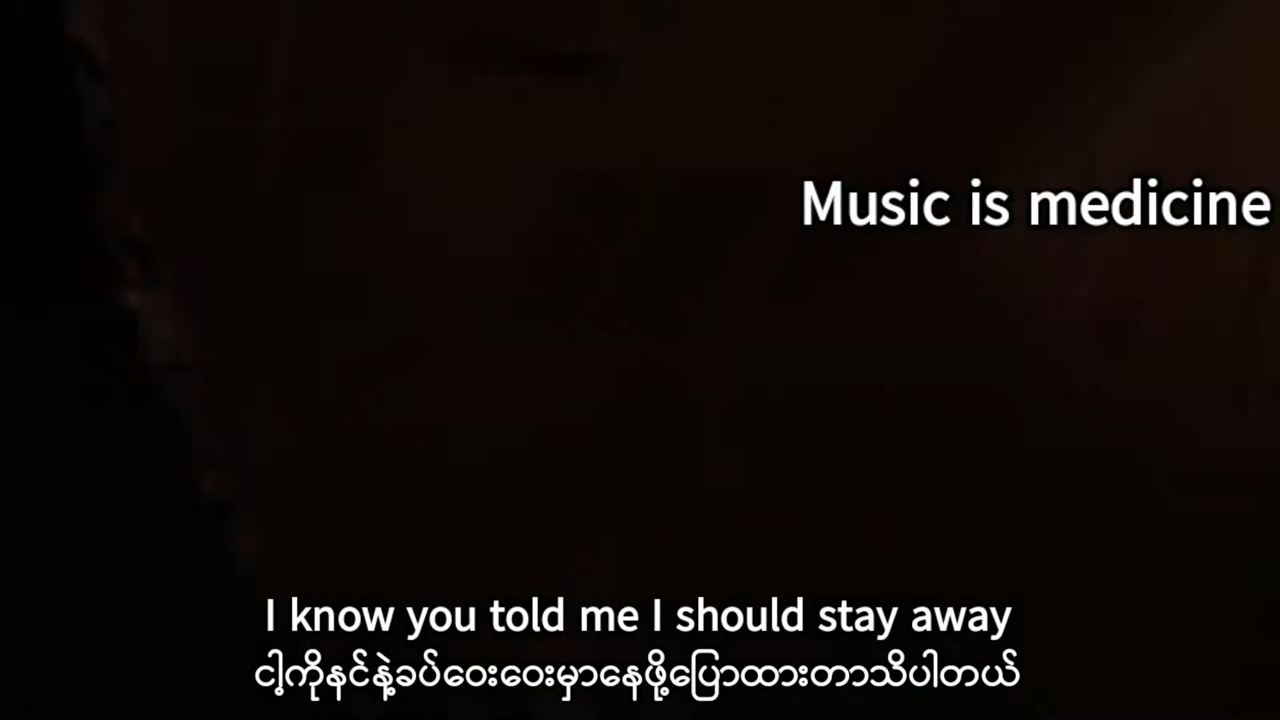 Music is medicine
I know you told me I should stay away
ငါ့ကိုနင်နဲ့ခပ်ဝေးဝေးမှာနေဖို့ပြောထားတာသိပါတယ်